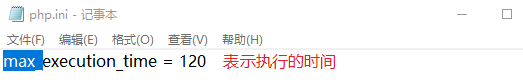 php.ini - 记事本
文件(F) 编辑(E) 格式(O) 查看(V) 帮助(H)
max_execution_time = 120 表示执行的时间